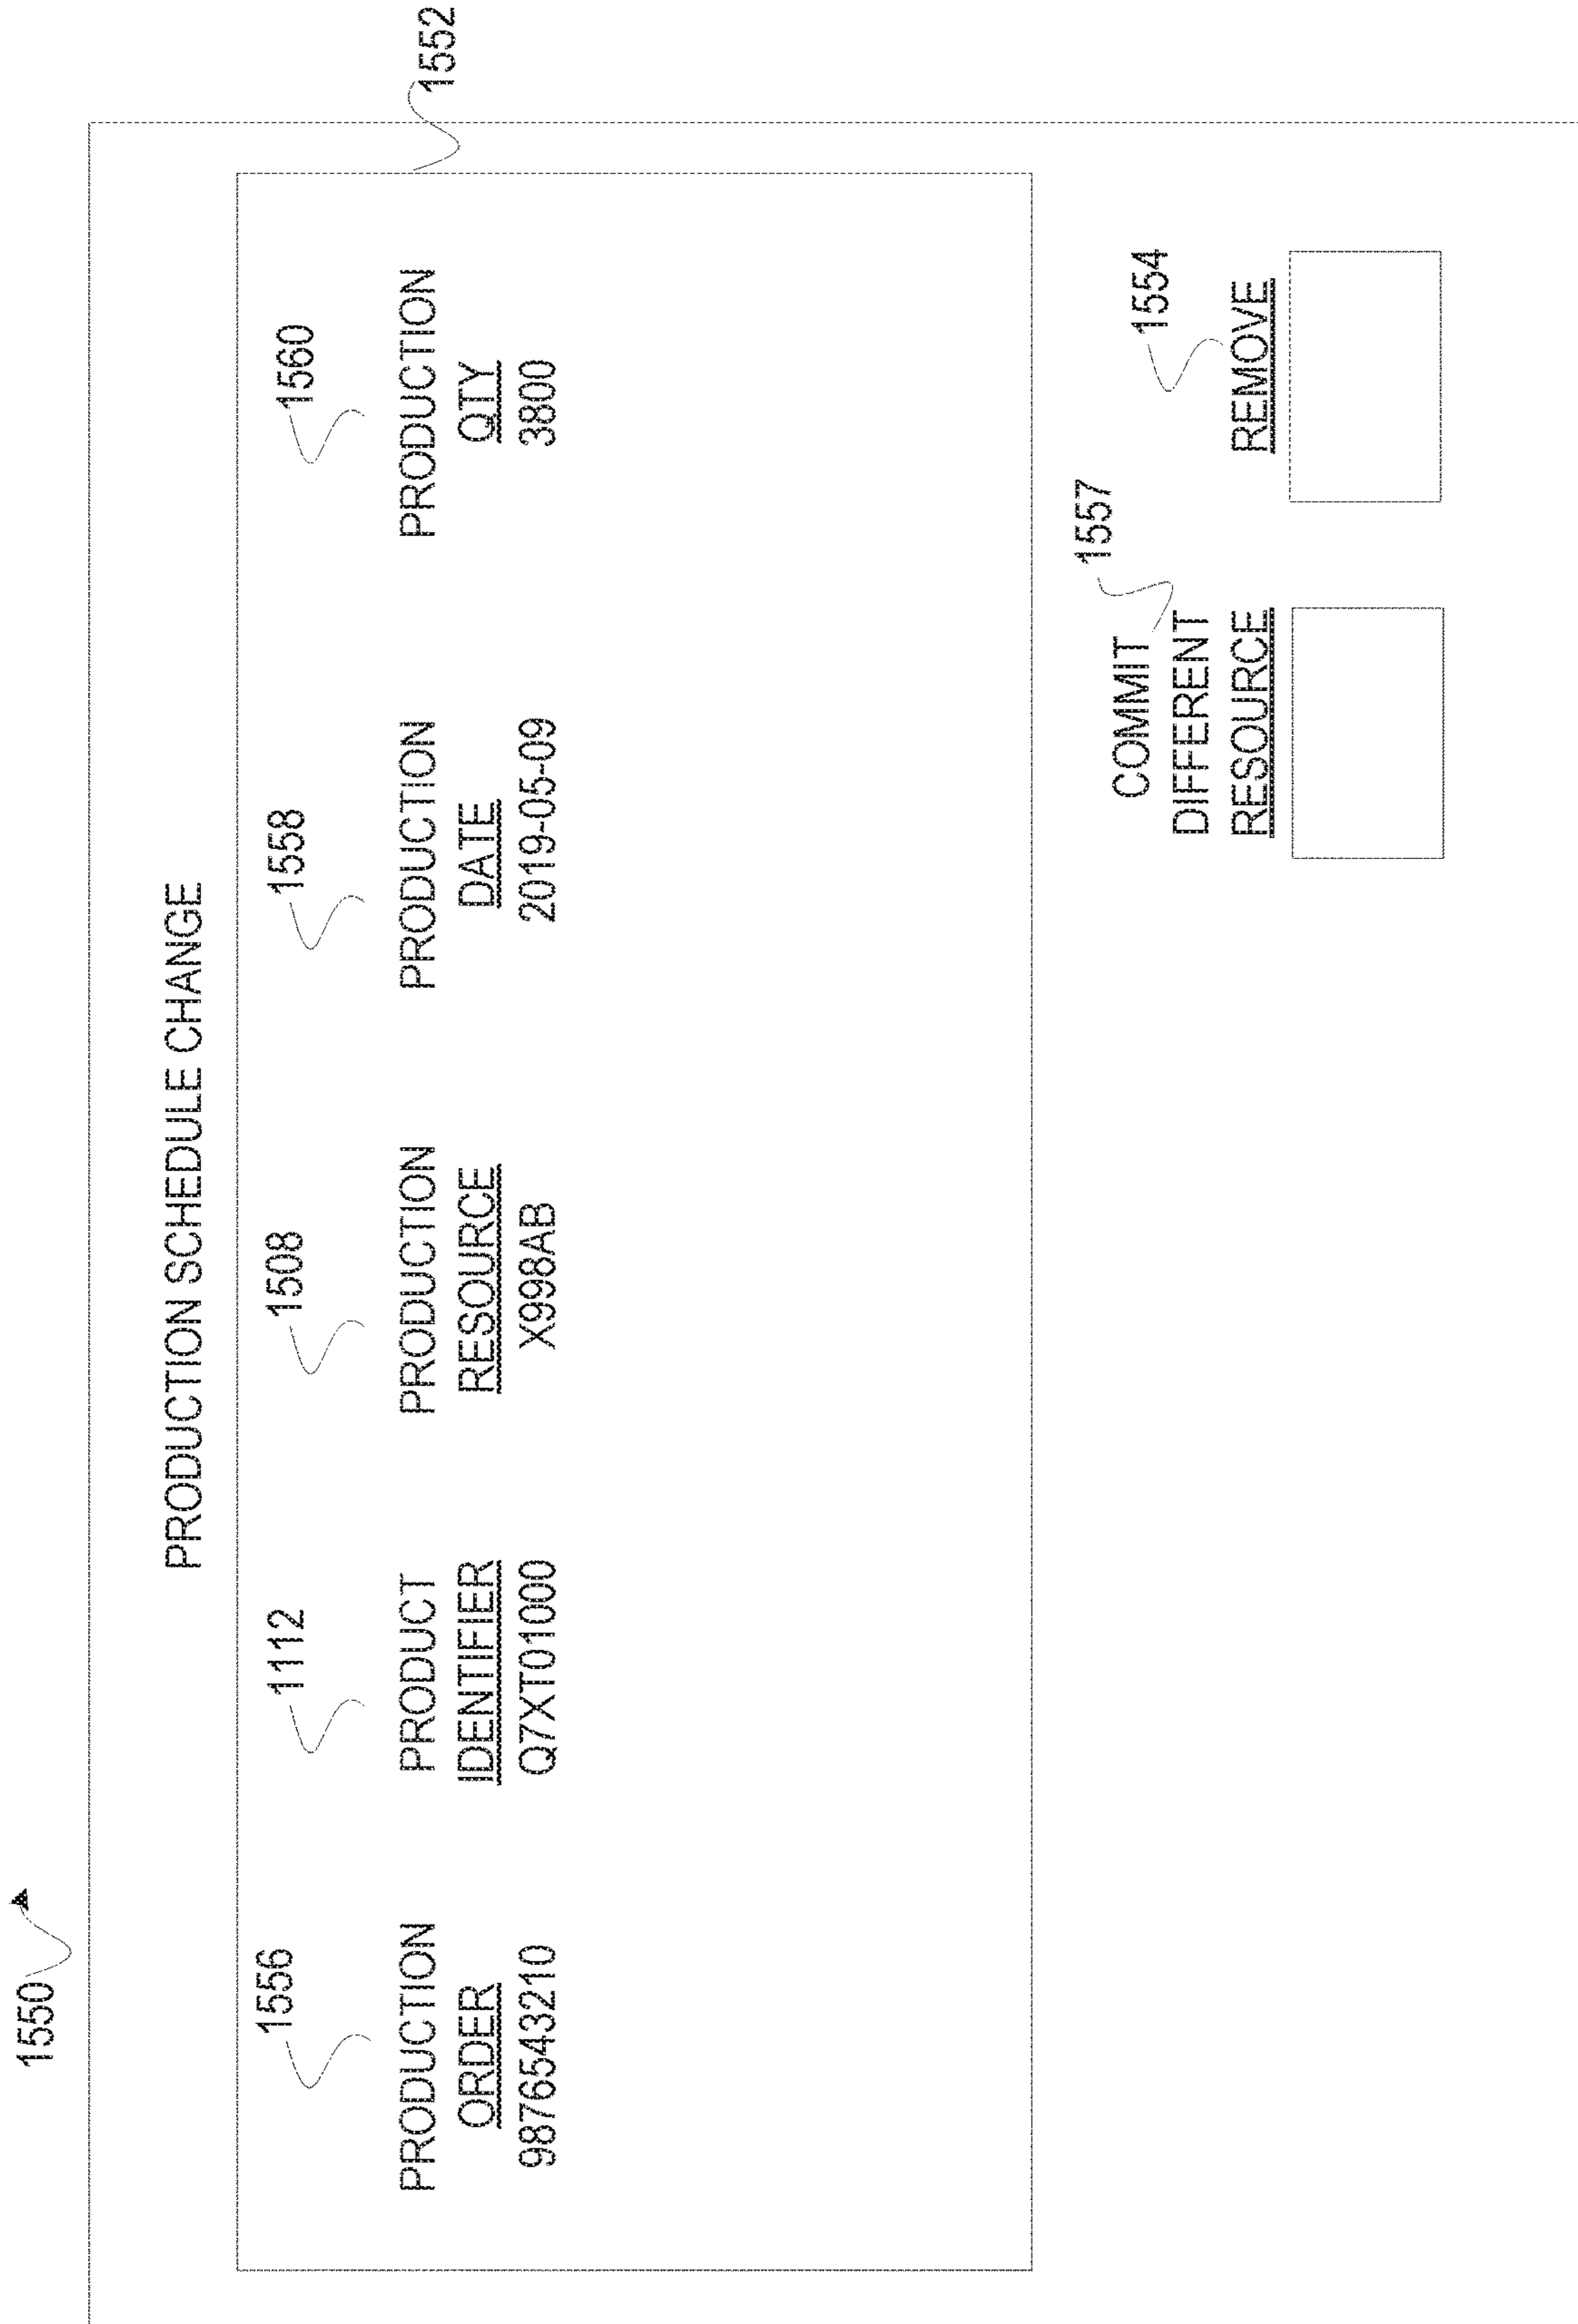 1550
PRODUCTION SCHEDULE CHANGE
1552
1556
1112
1508
1558
1560
PRODUCTION
ORDER
9876543210
PRODUCT
IDENTIFIER
Q7XT01000
PRODUCTION
RESOURCE
X998AB
PRODUCTION
DATE
2019-05-09
PRODUCTION
QTY
3800
1557
COMMIT
DIFFERENT
RESOURCE
1554
REMOVE